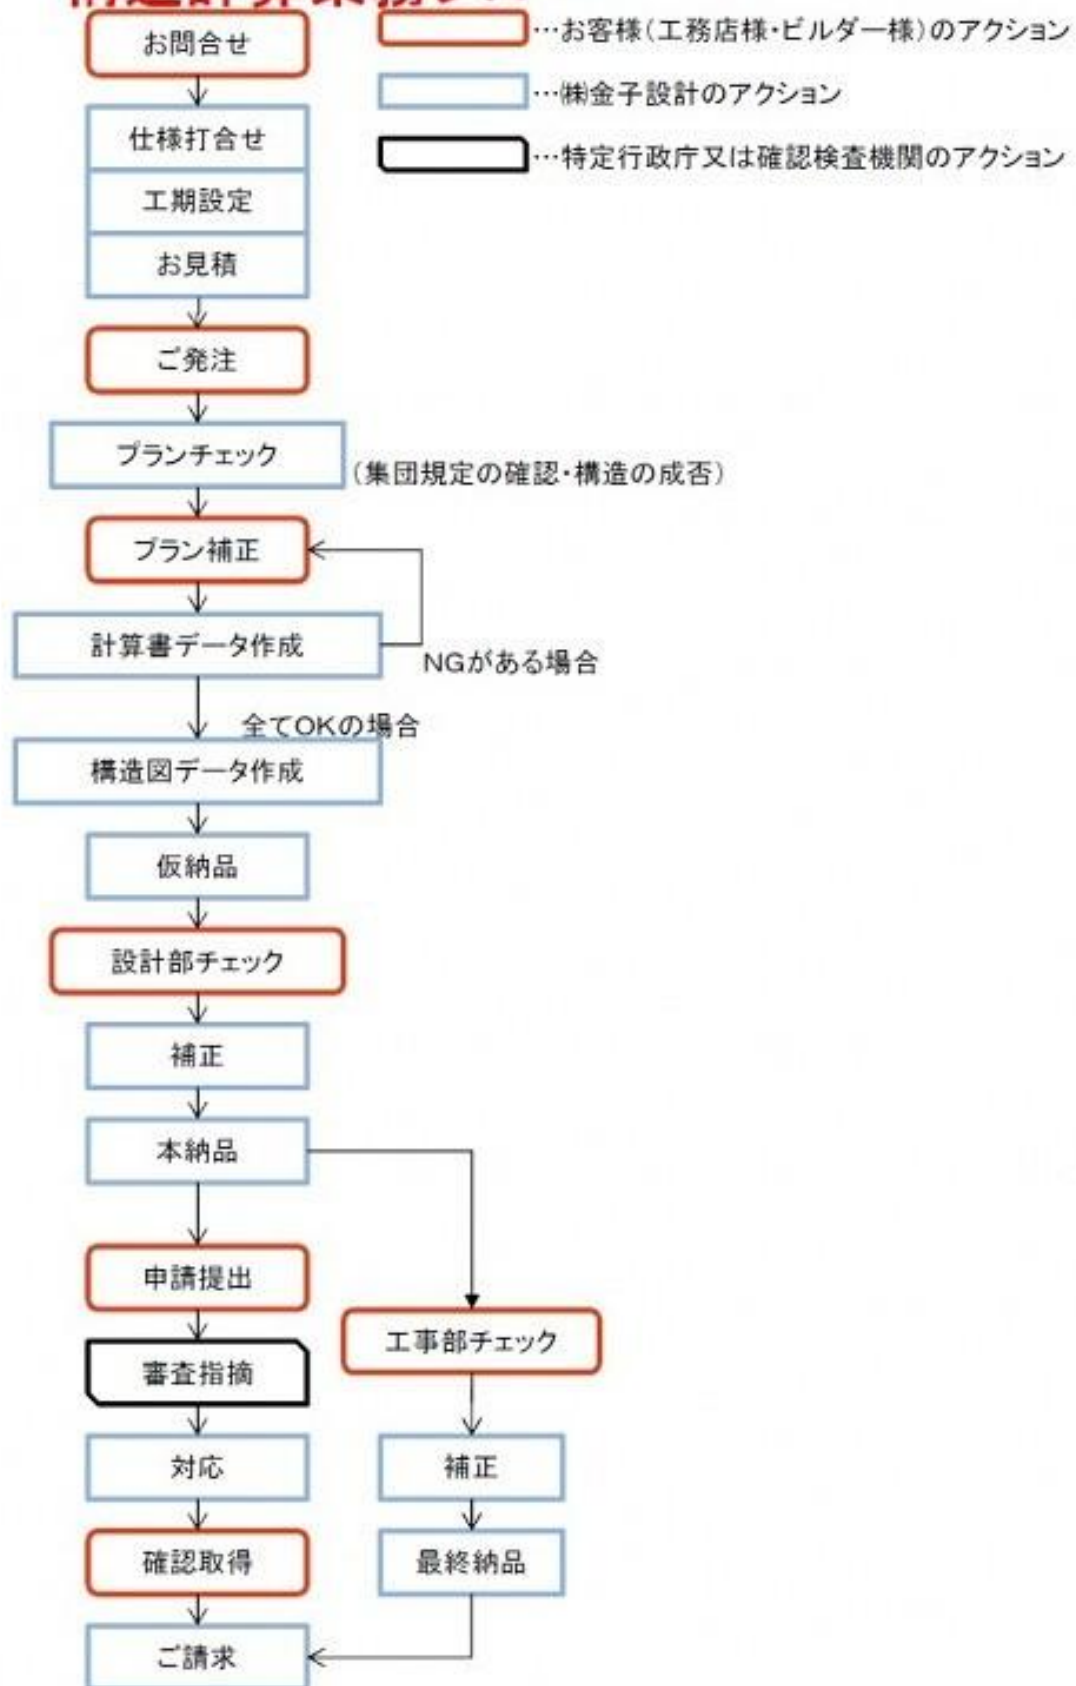 お問合せ
…お客様(工務店様・ビルダー様)のアクション
…㈱金子設計のアクション
…特定行政庁又は確認検査機関のアクション
仕様打合せ
工期設定
お見積
ご発注
プランチェック
(集団規定の確認・構造の成否)
プラン補正
計算書データ作成
NGがある場合
全てOKの場合
構造図データ作成
仮納品
設計部チェック
補正
本納品
申請提出
工事部チェック
審査指摘
対応
補正
確認取得
最終納品
ご請求